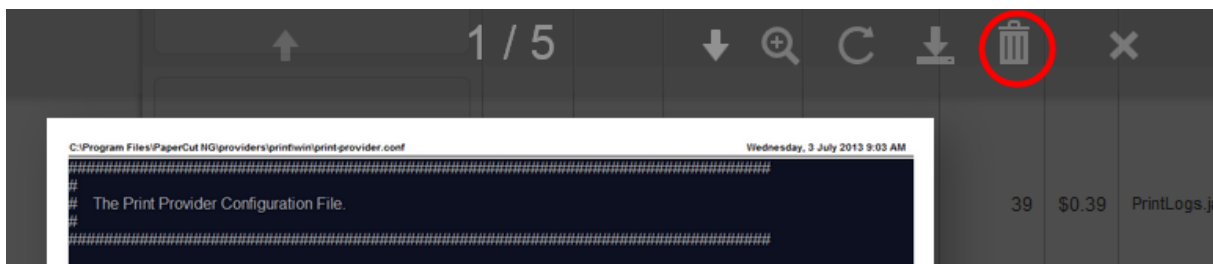 1 / 5
C:\Program Files\PaperCut NG\providers\print\win\print-provider.conf Wednesday, 3 July 2013 9:03 AM
################################################################################
#
# The Print Provider Configuration File.
#
################################################################################
39 $0.39 PrintLogs.ja